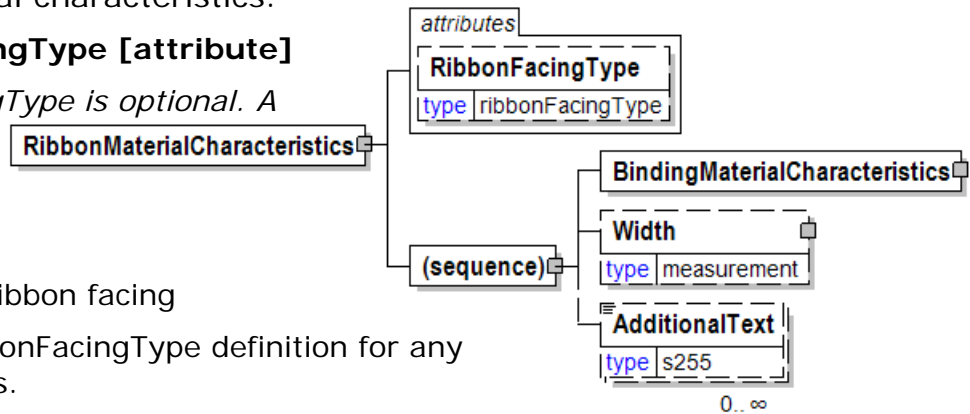 al characteristics.
ngType [attribute]
gType is optional. A
ibbon facing
onFacingType definition for any
s.
RibbonMaterialCharacteristics
attributes
RibbonFacingType
type ribbonFacingType
(sequence)
BindingMaterialCharacteristics
Width
type measurement
AdditionalText
type s255
0.. ∞